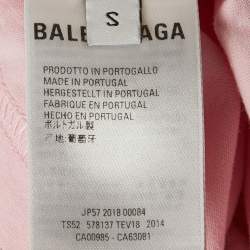 BALENCIAGA
S
PRODOTTO IN PORTOGALLO
MADE IN PORTUGAL
HERGESTELLT IN PORTUGAL
FABRIQUE EN PORTUGAL
HECHO EN PORTUGAL
ポルトガル製
产地:葡萄牙
JP57 2018 00084
TS52 578137 TEV18 2014
CA00985 - CA63081